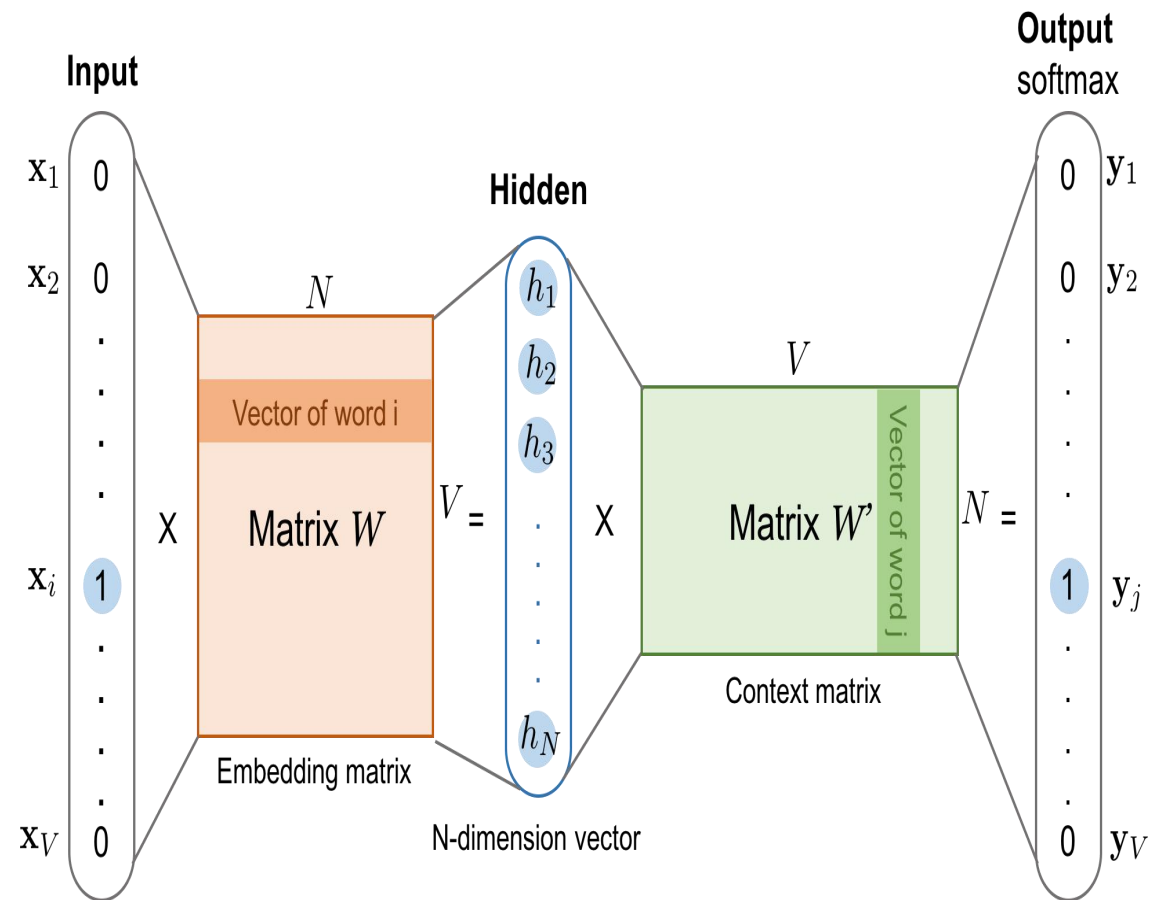 Input
x1
0
x2
0
.
.
.
.
xi
1
.
.
.
.
xV
0
X
N
Vector of word i
Matrix W
V =
Embedding matrix
Hidden
h1
h2
h3
.
.
.
.
.
hN
N-dimension vector
X
V
Matrix W’
Vector of word j
N =
Context matrix
Output
softmax
0 y1
0 y2
.
.
.
.
1 yj
.
.
.
.
0 yV